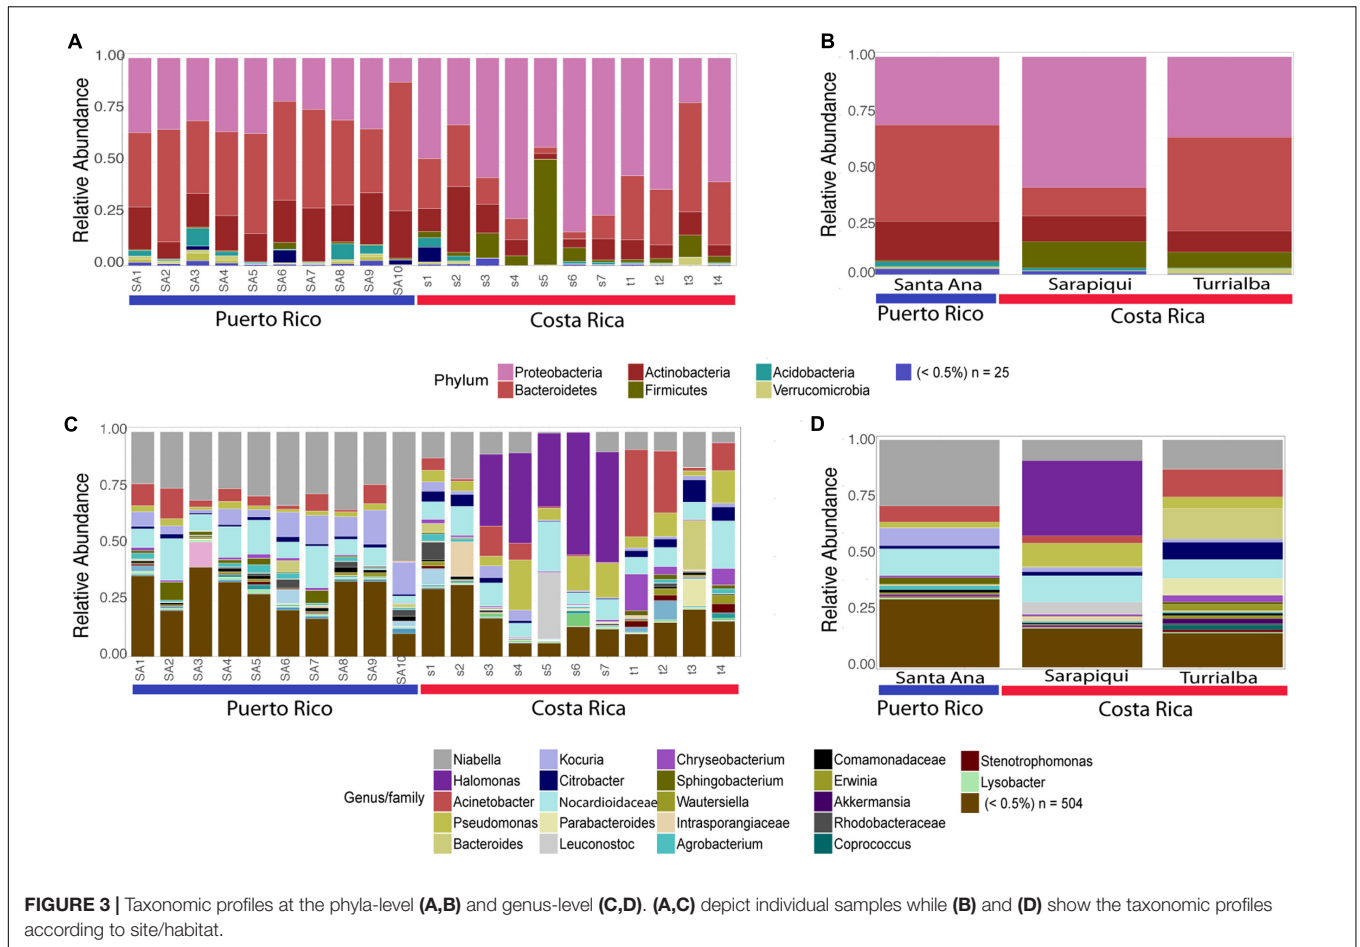 A
B
1.00
0.75
0.50
0.25
0.00
Relative Abundance
SA1 SA2 SA3 SA4 SA5 SA6 SA7 SA8 SA9 SA10 s1 s2 s3 s4 s5 s6 s7 t1 t2 t3 t4
Puerto Rico Costa Rica
1.00
0.75
0.50
0.25
0.00
Relative Abundance
Santa Ana Sarapiqui Turrialba
Puerto Rico Costa Rica
Phylum
Proteobacteria Actinobacteria Acidobacteria (< 0.5%) n = 25
Bacteroidetes Firmicutes Verrucomicrobia
C
D
1.00
0.75
0.50
0.25
0.00
Relative Abundance
SA1 SA2 SA3 SA4 SA5 SA6 SA7 SA8 SA9 SA10 s1 s2 s3 s4 s5 s6 s7 t1 t2 t3 t4
Puerto Rico Costa Rica
1.00
0.75
0.50
0.25
0.00
Relative Abundance
Santa Ana Sarapiqui Turrialba
Puerto Rico Costa Rica
Genus/family
Niabella Kocuria Chryseobacterium Comamonadaceae Stenotrophomonas
Halomonas Citrobacter Sphingobacterium Erwinia Lysobacter
Acinetobacter Nocardioidaceae Wautersiella Akkermansia (< 0.5%) n = 504
Pseudomonas Parabacteroides Intrasporangiaceae Rhodobacteraceae
Bacteroides Leuconostoc Agrobacterium Coprococcus
FIGURE 3 | Taxonomic profiles at the phyla-level (A,B) and genus-level (C,D). (A,C) depict individual samples while (B) and (D) show the taxonomic profiles
according to site/habitat.